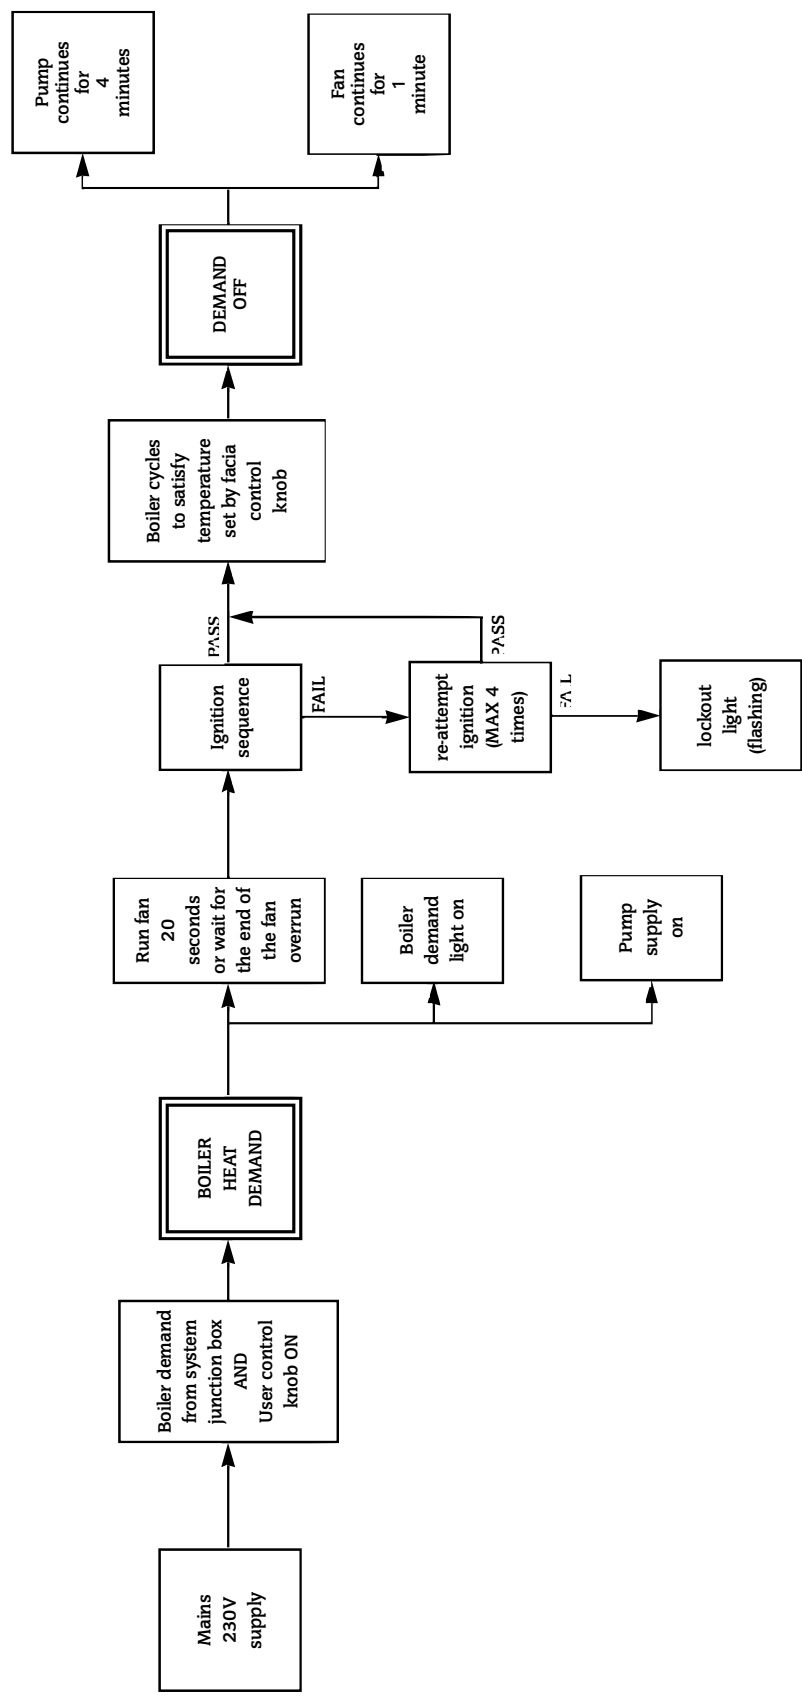 Mains
230V
supply
Boiler demand
from system
junction box
AND
User control
knob ON
BOILER
HEAT
DEMAND
Run fan
20
seconds
or wait for
the end of
the fan
overrun
Boiler
demand
light on
Pump
supply
on
Ignition
sequence
PASS
FAIL
re-attempt
ignition
(MAX 4
times)
PASS
FAIL
lockout
light
(flashing)
Boiler cycles
to satisfy
temperature
set by facia
control
knob
DEMAND
OFF
Pump
continues
for
4
minutes
Fan
continues
for
1
minute